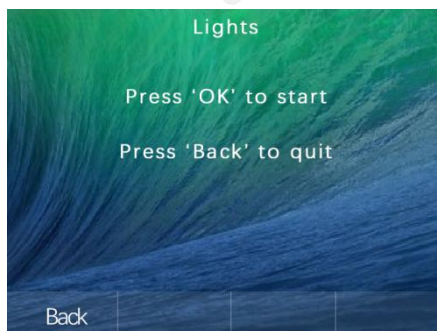 Lights
Press ‘OK’ to start
Press ‘Back’ to quit
Back